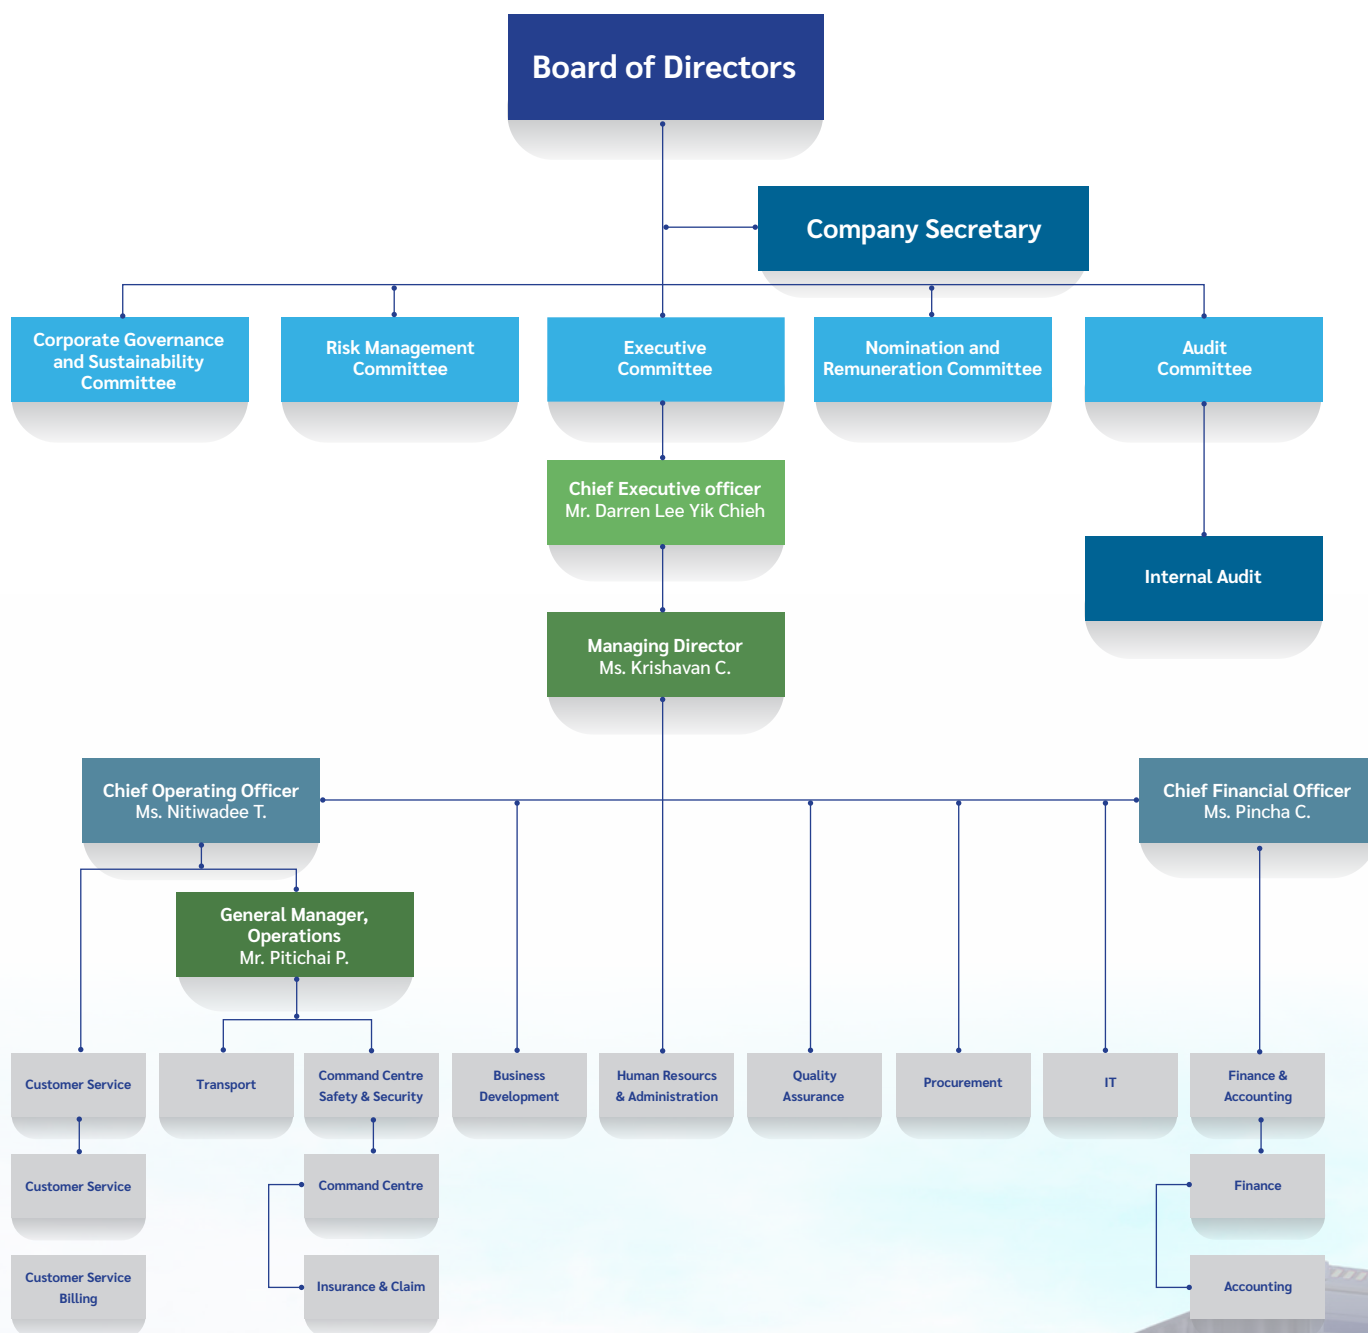 Board of Directors
Company Secretary
Corporate Governance
and Sustainability
Committee
Risk Management
Committee
Executive
Committee
Nomination and
Remuneration Committee
Audit
Committee
Chief Executive officer
Mr. Darren Lee Yik Chieh
Internal Audit
Managing Director
Ms. Krishavan C.
Chief Operating Officer
Ms. Nitiwadee T.
Chief Financial Officer
Ms. Pincha C.
General Manager,
Operations
Mr. Pitichai P.
Customer Service
Transport
Command Centre
Safety & Security
Business
Development
Human Resourcs
& Administration
Quality
Assurance
Procurement
IT
Finance &
Accounting
Customer Service
Command Centre
Finance
Customer Service
Billing
Insurance & Claim
Accounting